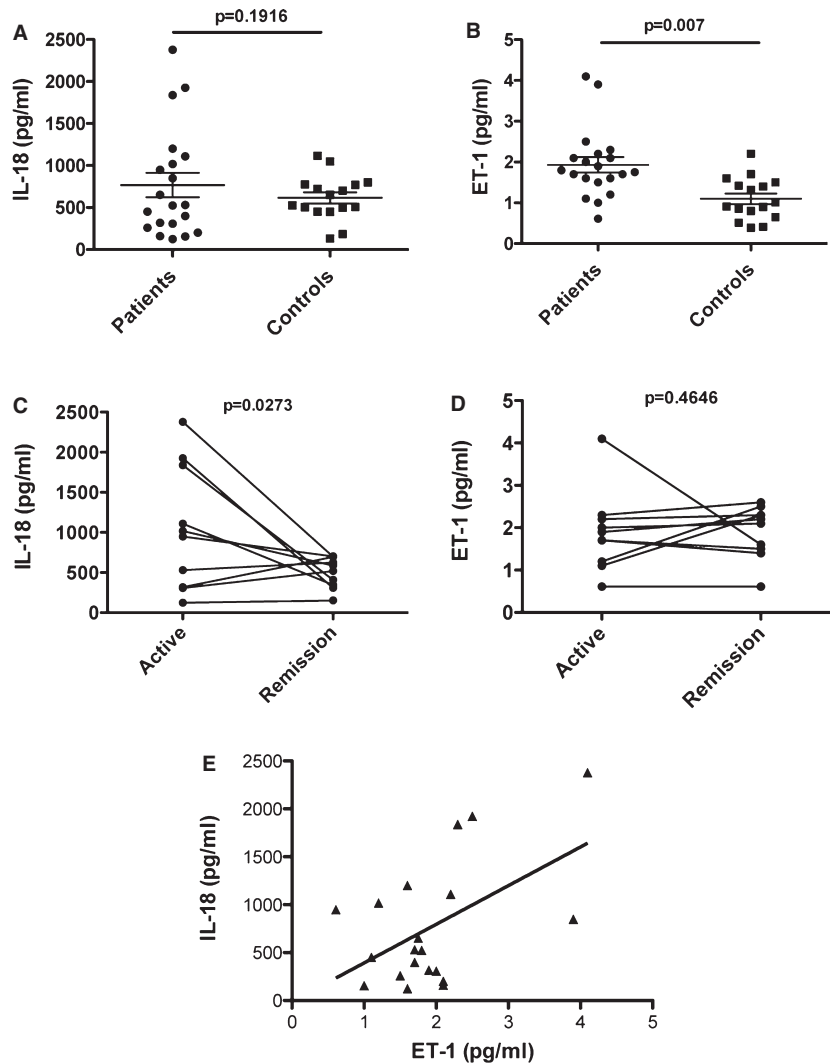 A
p=0.1916
IL-18 (pg/ml)
2500
2000
1500
1000
500
0
Patients
Controls
B
p=0.007
ET-1 (pg/ml)
5
4
3
2
1
0
Patients
Controls
C
p=0.0273
IL-18 (pg/ml)
2500
2000
1500
1000
500
0
Active
Remission
D
p=0.4646
ET-1 (pg/ml)
5
4
3
2
1
0
Active
Remission
E
IL-18 (pg/ml)
2500
2000
1500
1000
500
0
0 1 2 3 4 5
ET-1 (pg/ml)